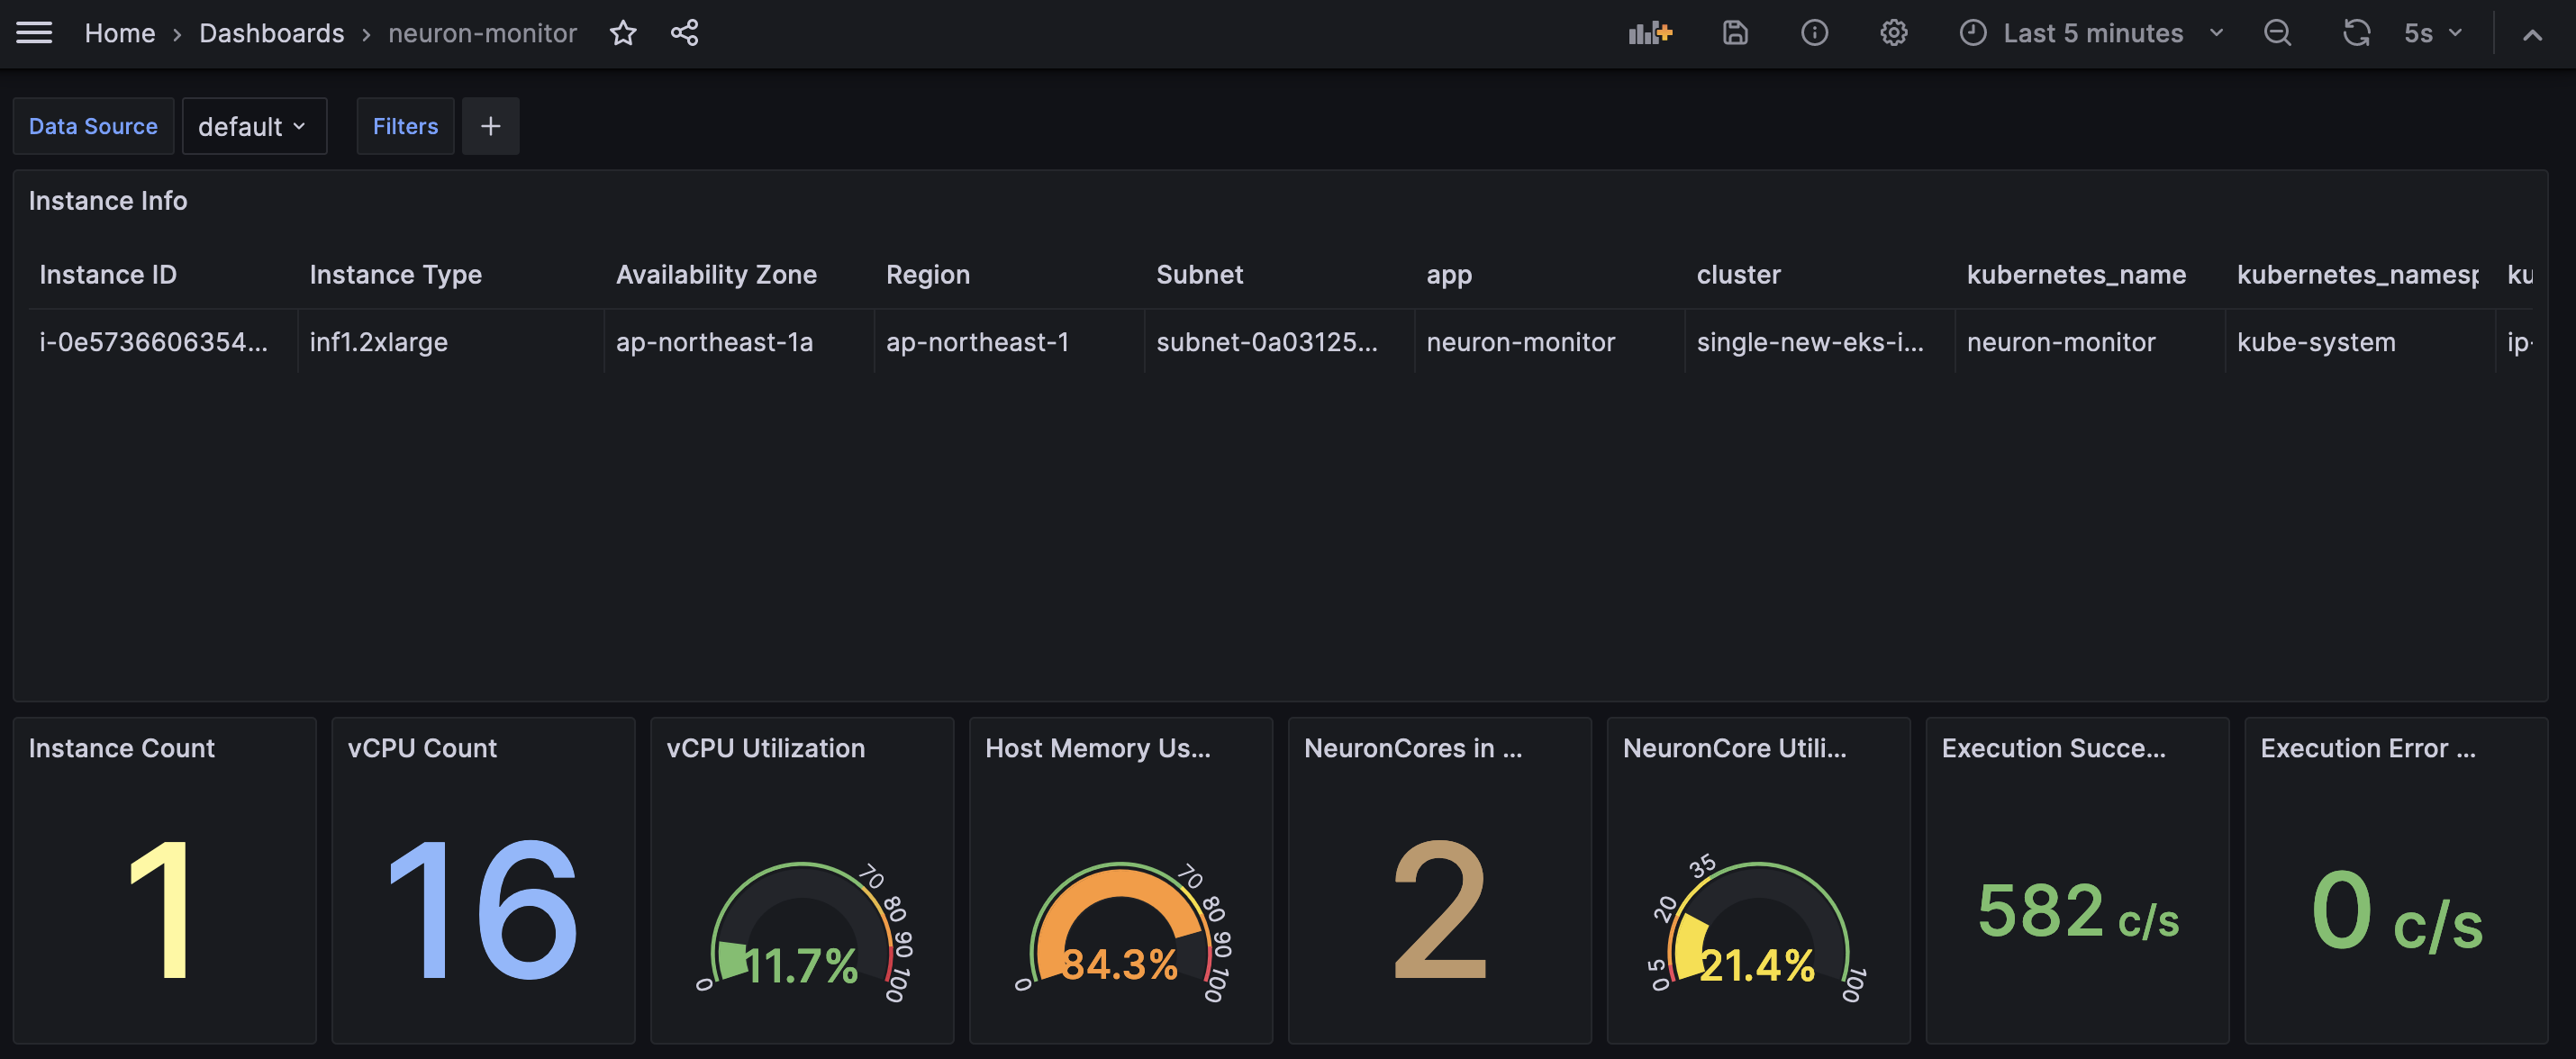 Home > Dashboards > neuron-monitor Last 5 minutes 5s
Data Source default Filters +
Instance Info
Instance ID Instance Type Availability Zone Region Subnet app cluster kubernetes_name kubernetes_namesp ku
i-0e5736606354... inf1.2xlarge ap-northeast-1a ap-northeast-1 subnet-0a03125... neuron-monitor single-new-eks-i... neuron-monitor kube-system ip-
Instance Count
1
vCPU Count
16
vCPU Utilization
0 70 80 90 100
11.7%
Host Memory Us...
0 70 80 90 100
84.3%
NeuronCores in ...
2
NeuronCore Utili...
0 5 20 35 100
21.4%
Execution Succe...
582 c/s
Execution Error ...
0 c/s